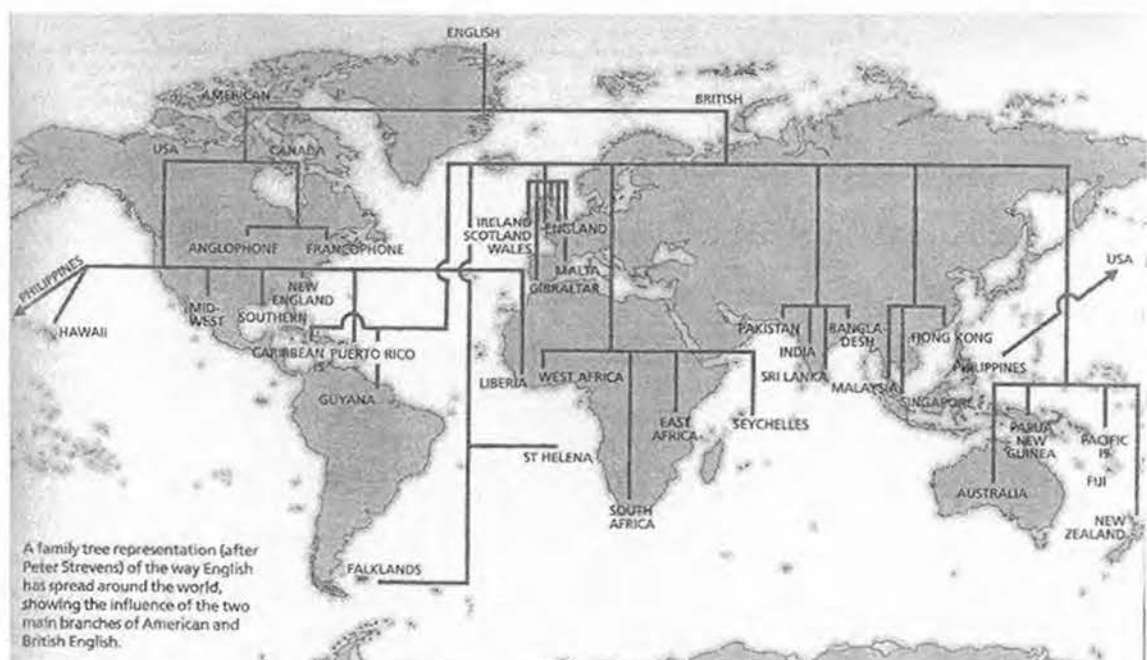 ENGLISH
AMERICAN
BRITISH
USA
CANADA
ANGLOPHONE
FRANCOPHONE
IRELAND
SCOTLAND
WALES
ENGLAND
MALTA
GIBRALTAR
PHILIPPINES
HAWAII
MID-
WEST
SOUTHERN
NEW
ENGLAND
CARIBBEAN
IS
PUERTO RICO
GUYANA
LIBERIA
WEST AFRICA
EAST
AFRICA
SEYCHELLES
SOUTH
AFRICA
ST HELENA
FALKLANDS
PAKISTAN
INDIA
SRI LANKA
BANGLA
DESH
MALAYSIA
SINGAPORE
HONG KONG
PHILIPPINES
USA
PAPUA
NEW
GUINEA
PACIFIC
IS
FIJI
AUSTRALIA
NEW
ZEALAND
A family tree representation (after
Peter Strevens) of the way English
has spread around the world,
showing the influence of the two
main branches of American and
British English.